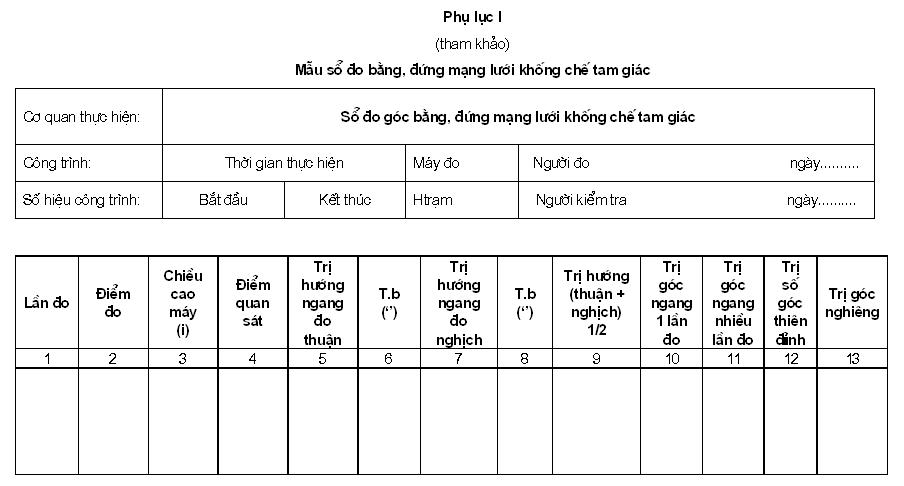 Phụ lục I
(tham khảo)
Mẫu sổ đo bằng, đứng mạng lưới khống chế tam giác
Cơ quan thực hiện: Sổ đo góc bằng, đứng mạng lưới khống chế tam giác
Công trình: Thời gian thực hiện Máy đo Người đo ngày..........
Số hiệu công trình: Bắt đầu Kết thúc Htrạm Người kiểm tra ngày..........
Lần đo
Điểm
đo
Chiều
cao
máy
(i)
Điểm
quan
sát
Trị
hướng
ngang
đo
thuận
T.b
(‘’)
Trị
hướng
ngang
đo
nghịch
T.b
(‘’)
Trị hướng
(thuận +
nghịch)
1/2
Trị
góc
ngang
1 lần
đo
Trị
góc
ngang
nhiều
lần đo
Trị
số
góc
thiên
đỉnh
Trị góc
nghiêng
1 2 3 4 5 6 7 8 9 10 11 12 13